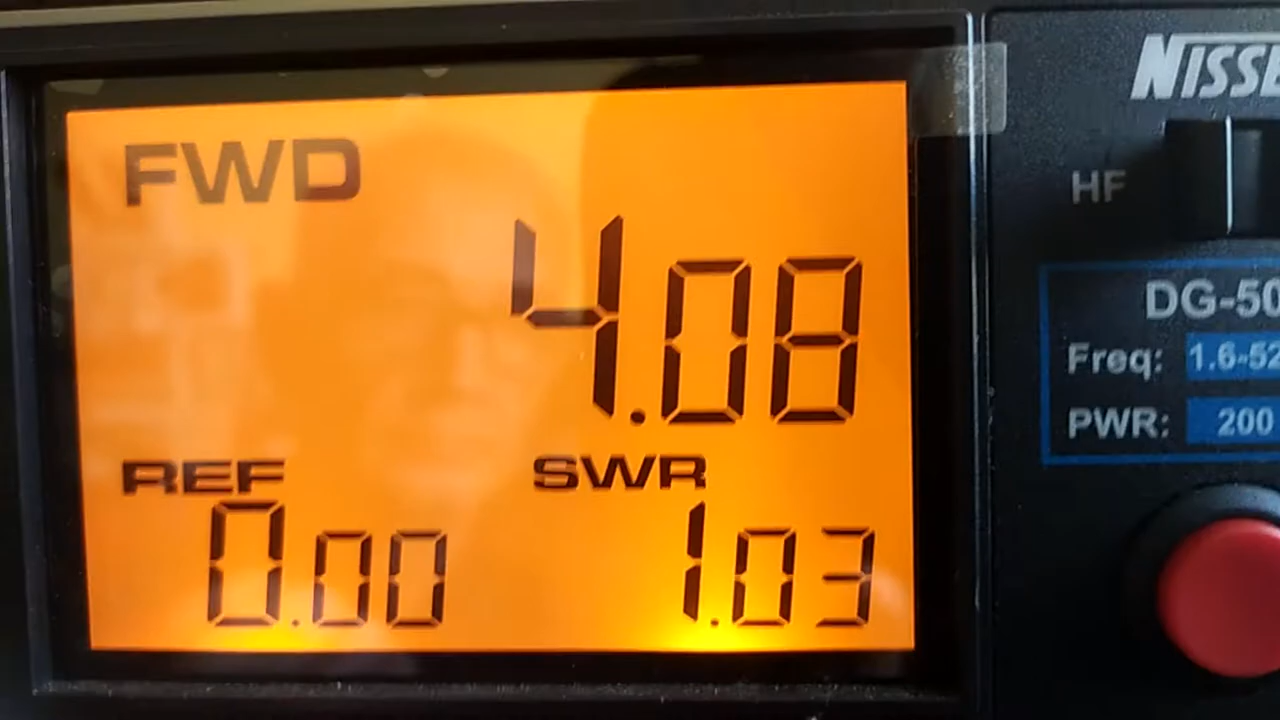 FWD
4.08
REF SWR
0.00 1.03
NISSE
HF
DG-50
Freq: 1.6-52
PWR: 200